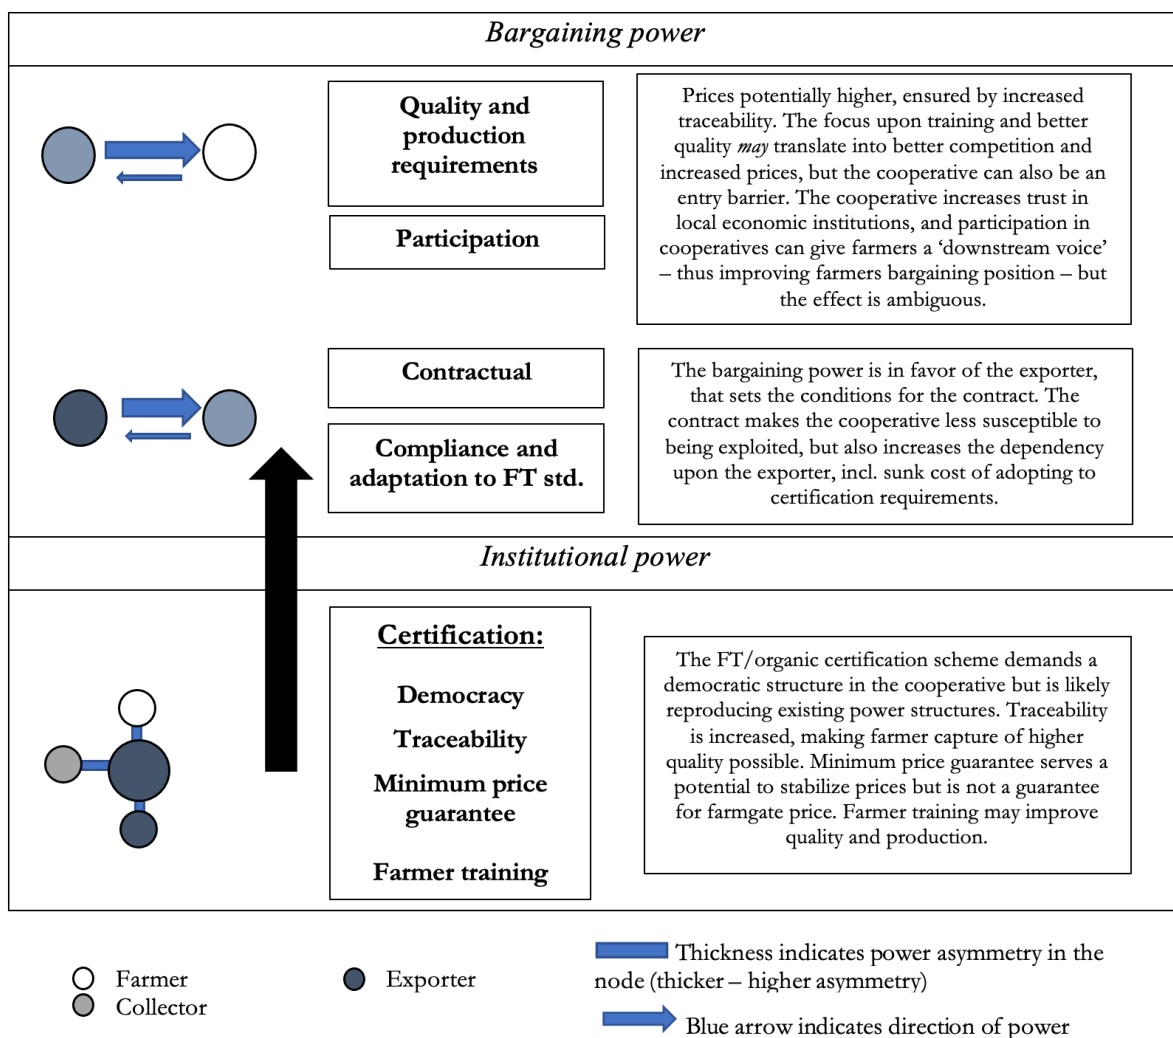 Bargaining power
Quality and
production
requirements
Participation
Prices potentially higher, ensured by increased
traceability. The focus upon training and better
quality may translate into better competition and
increased prices, but the cooperative can also be an
entry barrier. The cooperative increases trust in
local economic institutions, and participation in
cooperatives can give farmers a ‘downstream voice’
– thus improving farmers bargaining position – but
the effect is ambiguous.
Contractual
Compliance and
adaptation to FT std.
The bargaining power is in favor of the exporter,
that sets the conditions for the contract. The
contract makes the cooperative less susceptible to
being exploited, but also increases the dependency
upon the exporter, incl. sunk cost of adopting to
certification requirements.
Institutional power
Certification:
Democracy
Traceability
Minimum price
guarantee
Farmer training
The FT/organic certification scheme demands a
democratic structure in the cooperative but is likely
reproducing existing power structures. Traceability
is increased, making farmer capture of higher
quality possible. Minimum price guarantee serves a
potential to stabilize prices but is not a guarantee
for farmgate price. Farmer training may improve
quality and production.
Farmer
Collector
Exporter
Thickness indicates power asymmetry in the
node (thicker – higher asymmetry)
Blue arrow indicates direction of power